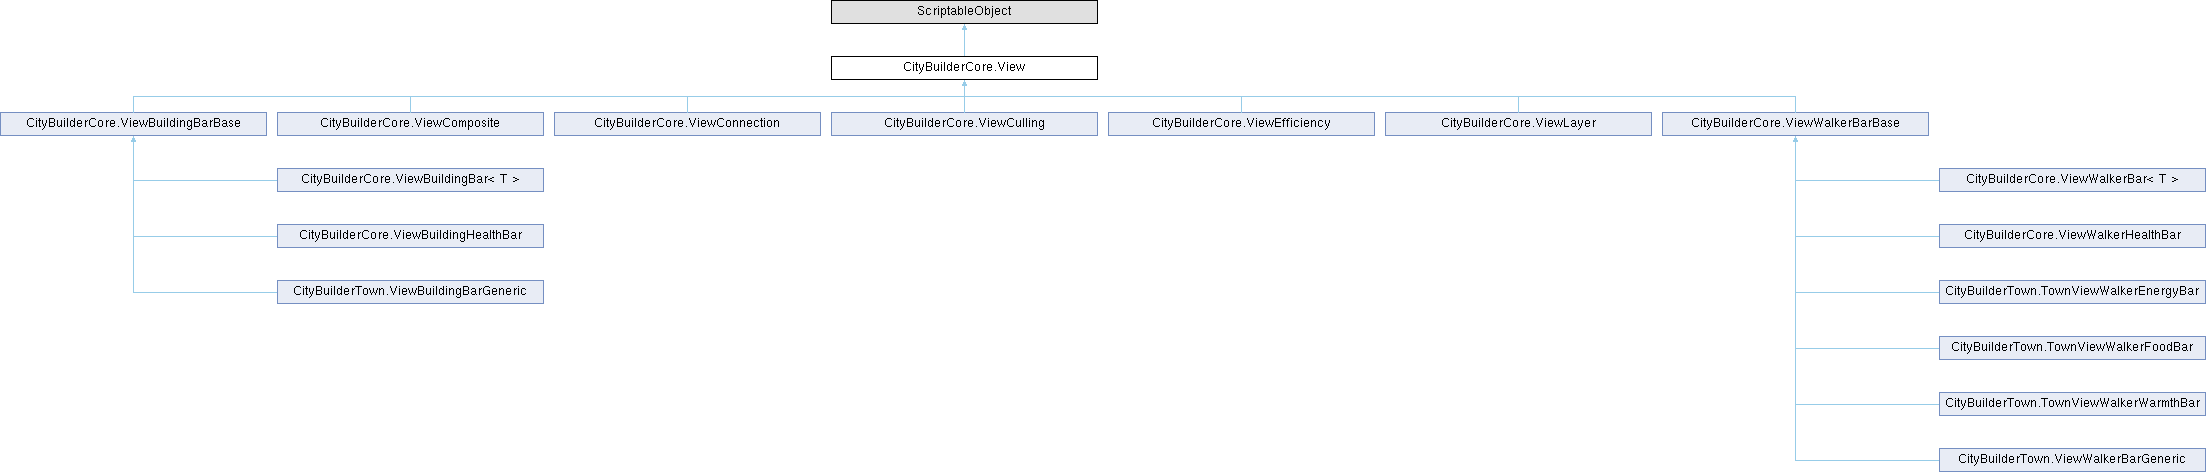 ScriptableObject
CityBuilderCore.View
CityBuilderCore.ViewBuildingBarBase
CityBuilderCore.ViewComposite
CityBuilderCore.ViewConnection
CityBuilderCore.ViewCulling
CityBuilderCore.ViewEfficiency
CityBuilderCore.ViewLayer
CityBuilderCore.ViewWalkerBarBase
CityBuilderCore.ViewBuildingBar< T >
CityBuilderCore.ViewWalkerBar< T >
CityBuilderCore.ViewBuildingHealthBar
CityBuilderCore.ViewWalkerHealthBar
CityBuilderTown.ViewBuildingBarGeneric
CityBuilderTown.TownViewWalkerEnergyBar
CityBuilderTown.TownViewWalkerFoodBar
CityBuilderTown.TownViewWalkerWarmthBar
CityBuilderTown.ViewWalkerBarGeneric